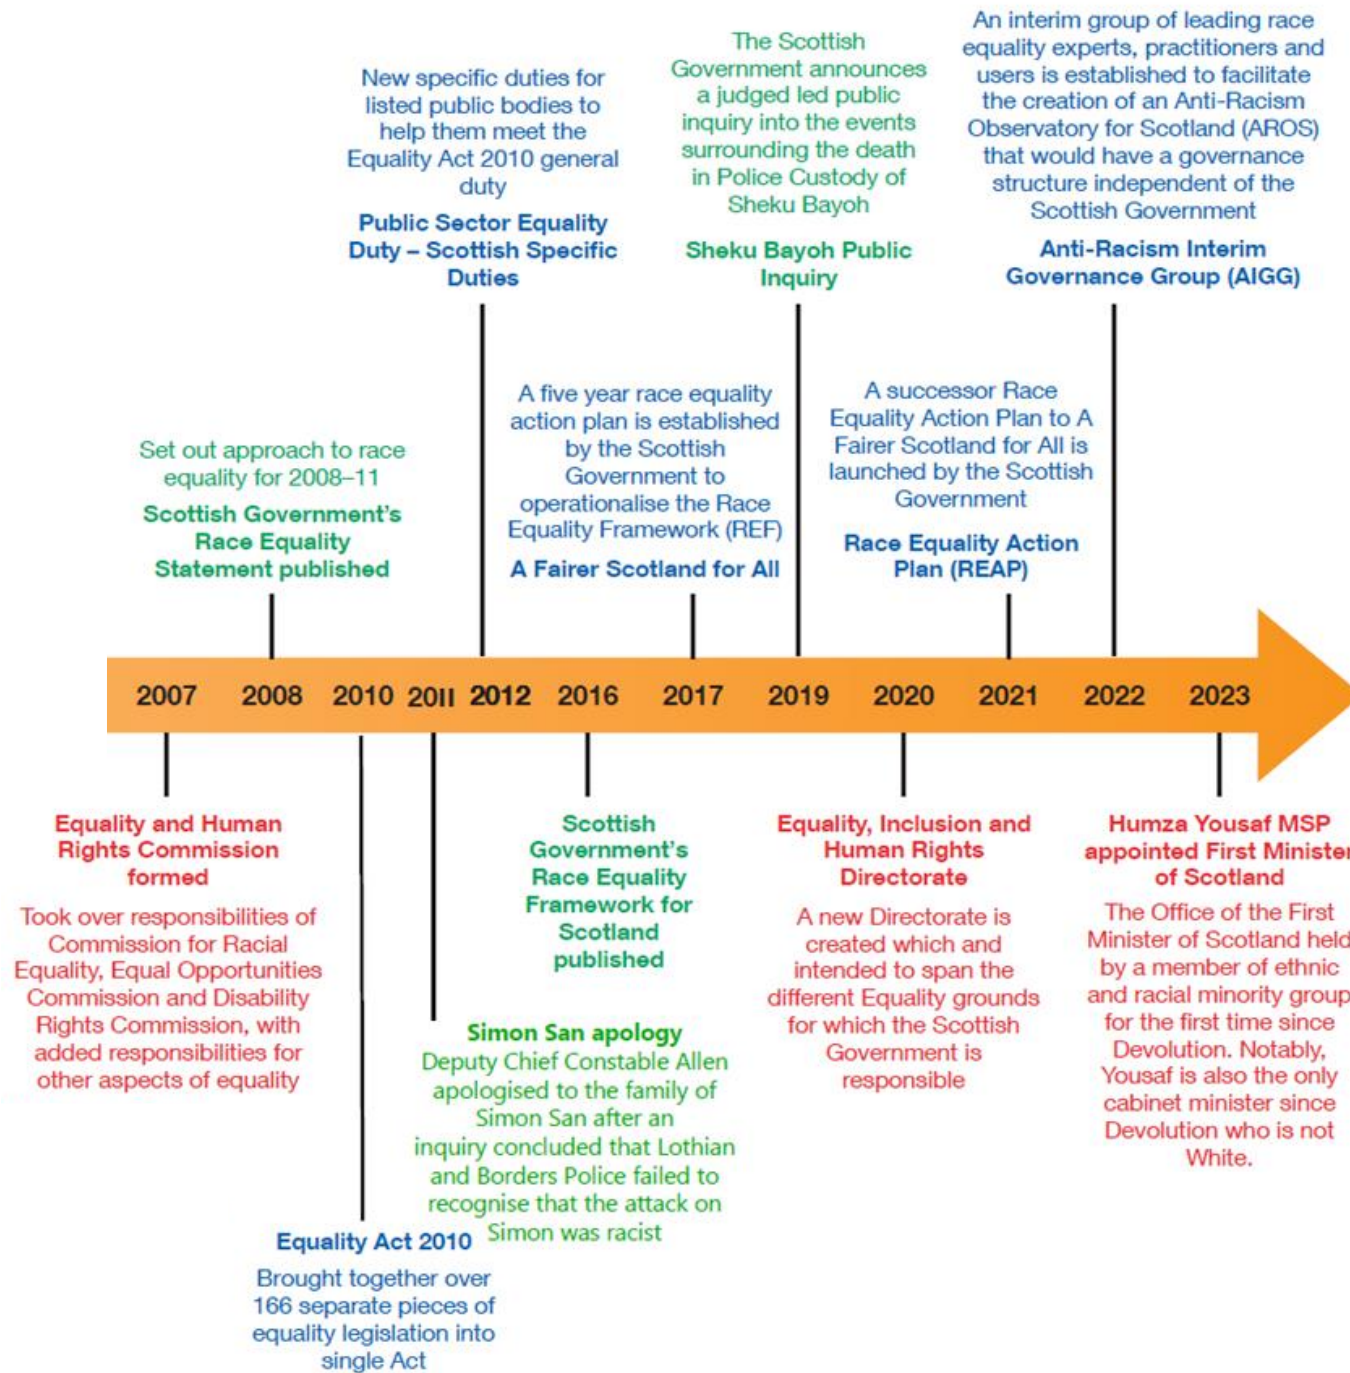 New specific duties for
listed public bodies to
help them meet the
Equality Act 2010 general
duty
Public Sector Equality
Duty – Scottish Specific
Duties
The Scottish
Government announces
a judged led public
inquiry into the events
surrounding the death
in Police Custody of
Sheku Bayoh
Sheku Bayoh Public
Inquiry
An interim group of leading race
equality experts, practitioners and
users is established to facilitate
the creation of an Anti-Racism
Observatory for Scotland (AROS)
that would have a governance
structure independent of the
Scottish Government
Anti-Racism Interim
Governance Group (AIGG)
Set out approach to race
equality for 2008–11
Scottish Government's
Race Equality
Statement published
A five year race equality
action plan is established
by the Scottish
Government to
operationalise the Race
Equality Framework (REF)
A Fairer Scotland for All
A successor Race
Equality Action Plan to A
Fairer Scotland for All is
launched by the Scottish
Government
Race Equality Action
Plan (REAP)
2007 2008 2010 2011 2012 2016 2017 2019 2020 2021 2022 2023
Equality and Human
Rights Commission
formed
Took over responsibilities of
Commission for Racial
Equality, Equal Opportunities
Commission and Disability
Rights Commission, with
added responsibilities for
other aspects of equality
Equality Act 2010
Brought together over
166 separate pieces of
equality legislation into
single Act
Simon San apology
Deputy Chief Constable Allen
apologised to the family of
Simon San after an
inquiry concluded that Lothian
and Borders Police failed to
recognise that the attack on
Simon was racist
Scottish
Government's
Race Equality
Framework for
Scotland
published
Equality, Inclusion and
Human Rights
Directorate
A new Directorate is
created which and
intended to span the
different Equality grounds
for which the Scottish
Government is
responsible
Humza Yousaf MSP
appointed First Minister
of Scotland
The Office of the First
Minister of Scotland held
by a member of ethnic
and racial minority group
for the first time since
Devolution. Notably,
Yousaf is also the only
cabinet minister since
Devolution who is not
White.